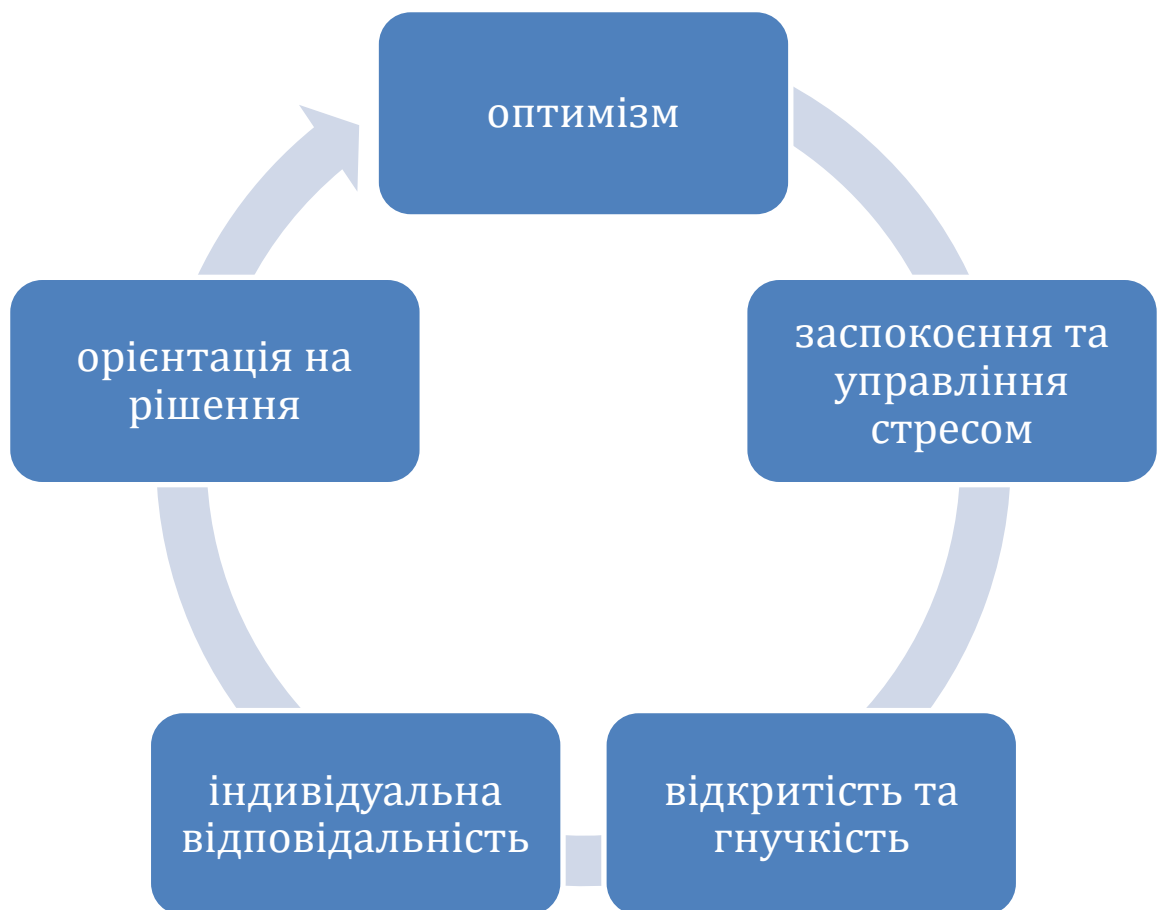 оптимізм
заспокоєння та
управління
стресом
відкритість та
гнучкість
індивідуальна
відповідальність
орієнтація на
рішення